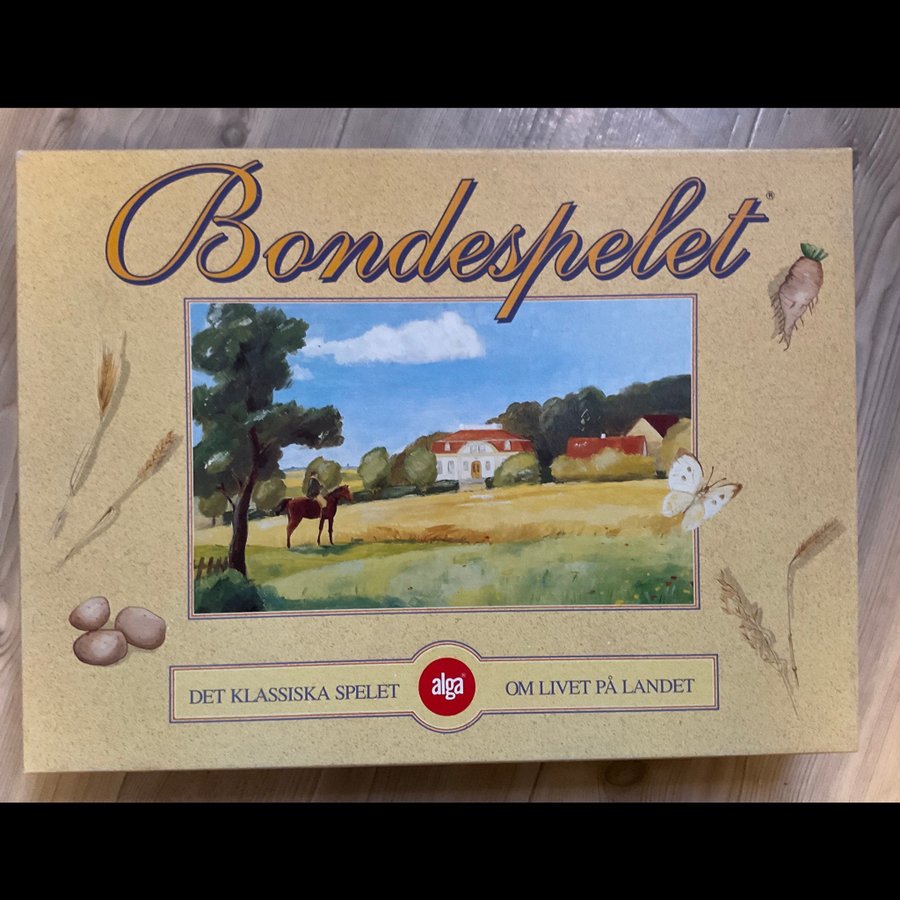 Bondespelet®
DET KLASSISKA SPELET alga® OM LIVET PÅ LANDET